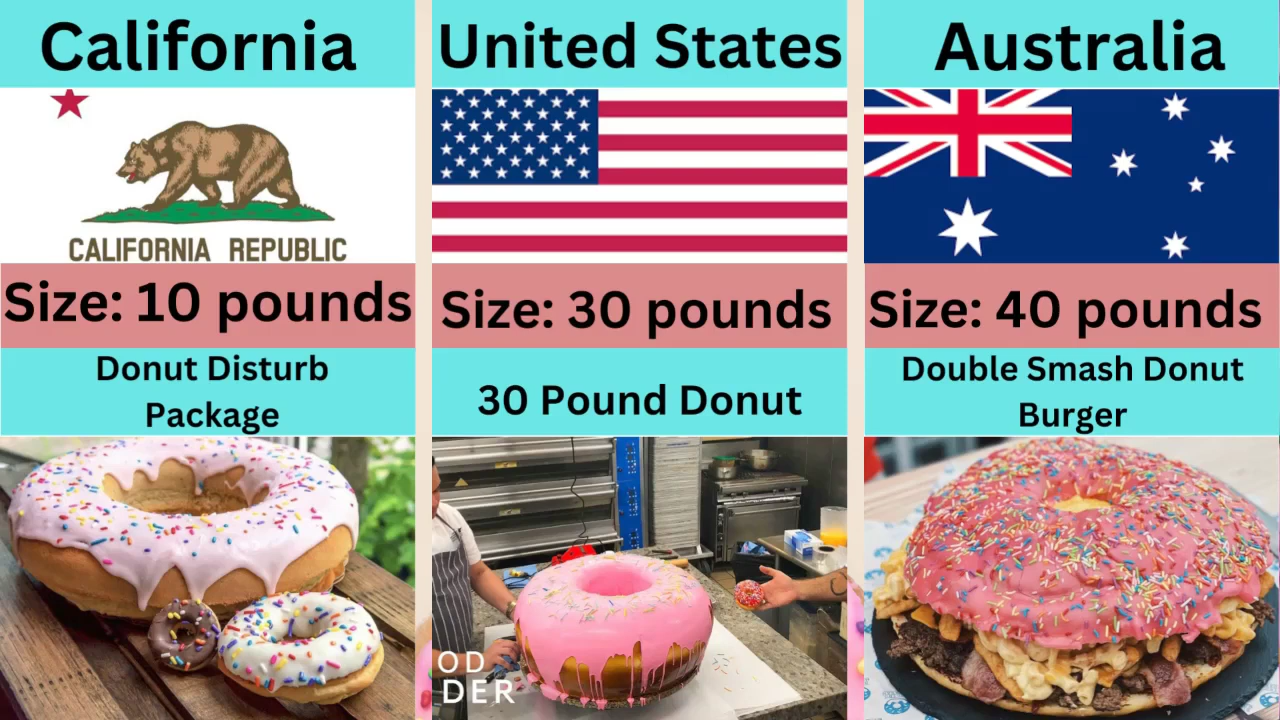 California
CALIFORNIA REPUBLIC
Size: 10 pounds
Donut Disturb
Package
United States
Size: 30 pounds
30 Pound Donut
OD
DER
Australia
Size: 40 pounds
Double Smash Donut
Burger